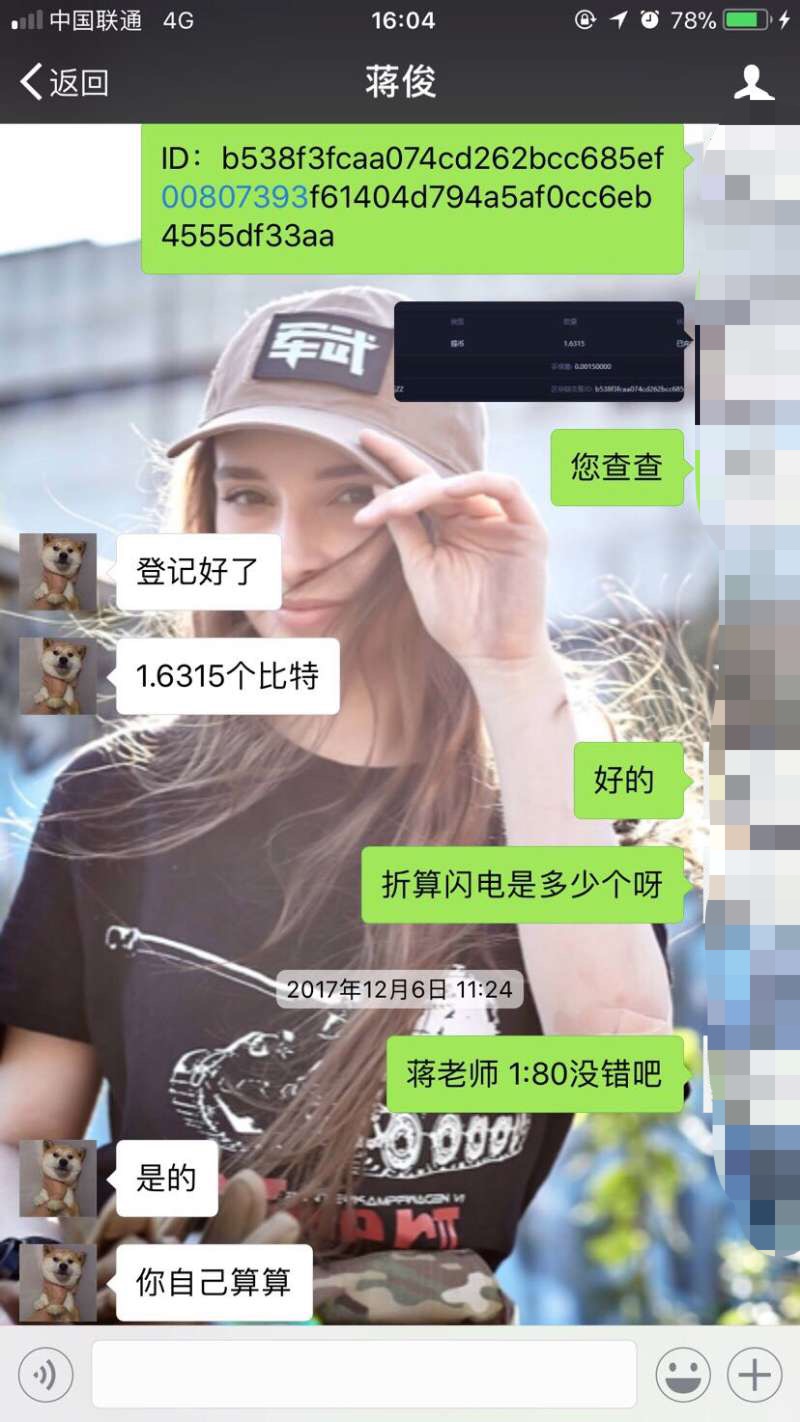 中国联通 4G 16:04 78%
返回 蒋俊
ID：b538f3fcaa074cd262bcc685ef
00807393f61404d794a5af0cc6eb
4555df33aa
1.6315
0.00150000
b538f3fcaa074cd262bcc685
军武
您查查
登记好了
1.6315个比特
好的
折算闪电是多少个呀
2017年12月6日 11:24
蒋老师 1:80没错吧
是的
你自己算算